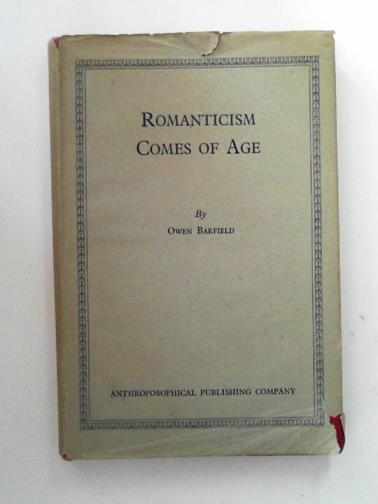 ROMANTICISM
COMES OF AGE
By
OWEN BARFIELD
ANTHROPOSOPHICAL PUBLISHING COMPANY